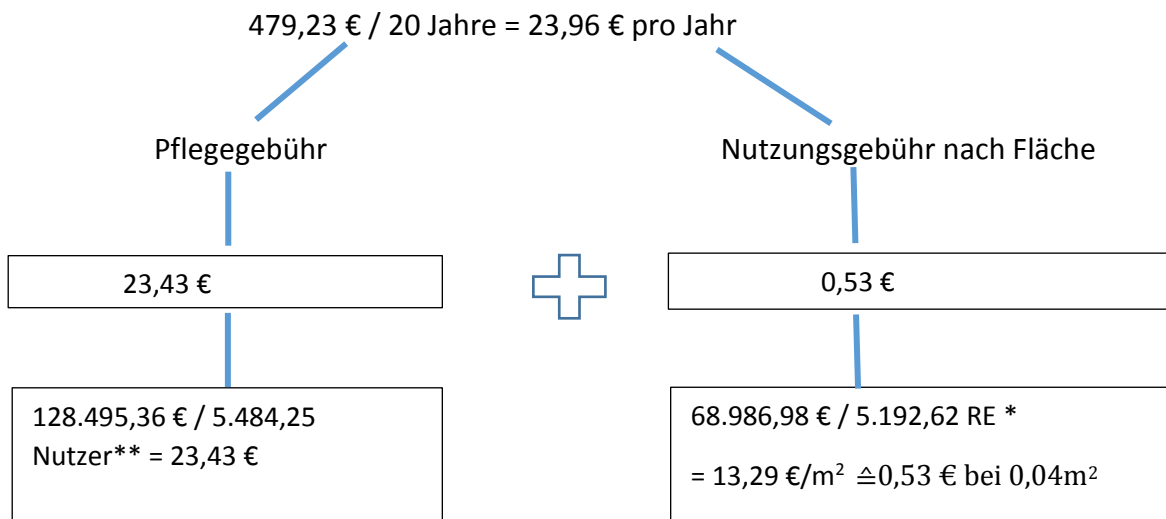 479,23 € / 20 Jahre = 23,96 € pro Jahr
Pflegegebühr
Nutzungsgebühr nach Fläche
23,43 €
0,53 €
128.495,36 € / 5.484,25
Nutzer** = 23,43 €
68.986,98 € / 5.192,62 RE *
= 13,29 €/m² ≙0,53 € bei 0,04m²